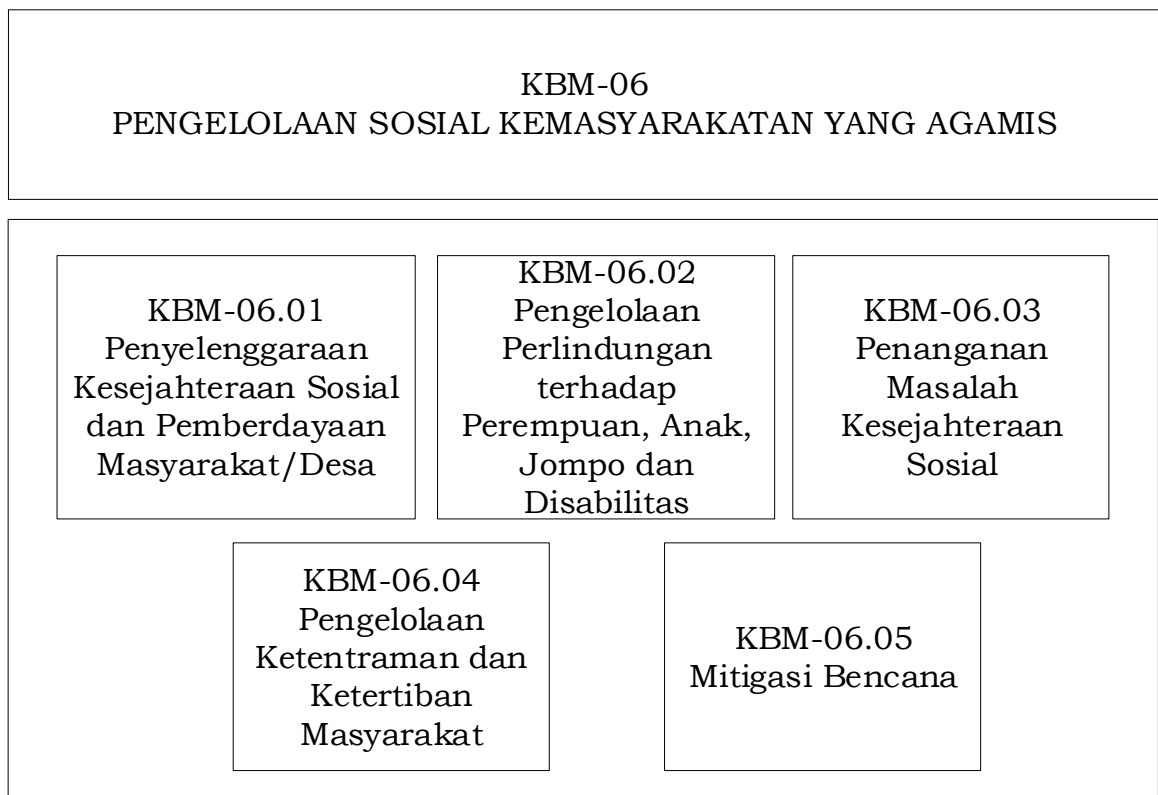 KBM-06
PENGELOLAAN SOSIAL KEMASYARAKATAN YANG AGAMIS
KBM-06.01
Penyelenggaraan
Kesejahteraan Sosial
dan Pemberdayaan
Masyarakat/Desa
KBM-06.02
Pengelolaan
Perlindungan
terhadap
Perempuan, Anak,
Jompo dan
Disabilitas
KBM-06.03
Penanganan
Masalah
Kesejahteraan
Sosial
KBM-06.04
Pengelolaan
Ketentraman dan
Ketertiban
Masyarakat
KBM-06.05
Mitigasi Bencana